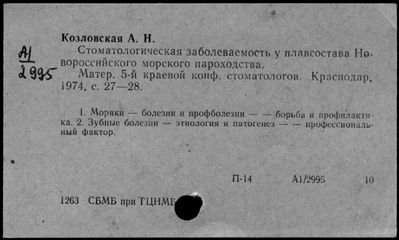 Козловская А. Н.
А1/2995
Стоматологическая заболеваемость у плавсостава Но-
вороссийского морского пароходства.
Матер. 5-й краевой конф. стоматологов. Краснодар,
1974, с. 27—28.
1. Моряки — болезни и профболезни — — борьба и профилакти-
ка. 2. Зубные болезни — этиология и патогенез — — профессиональ-
ный фактор.
П-14 А1/2995 10
1263 СБМБ при ТЦНМБ